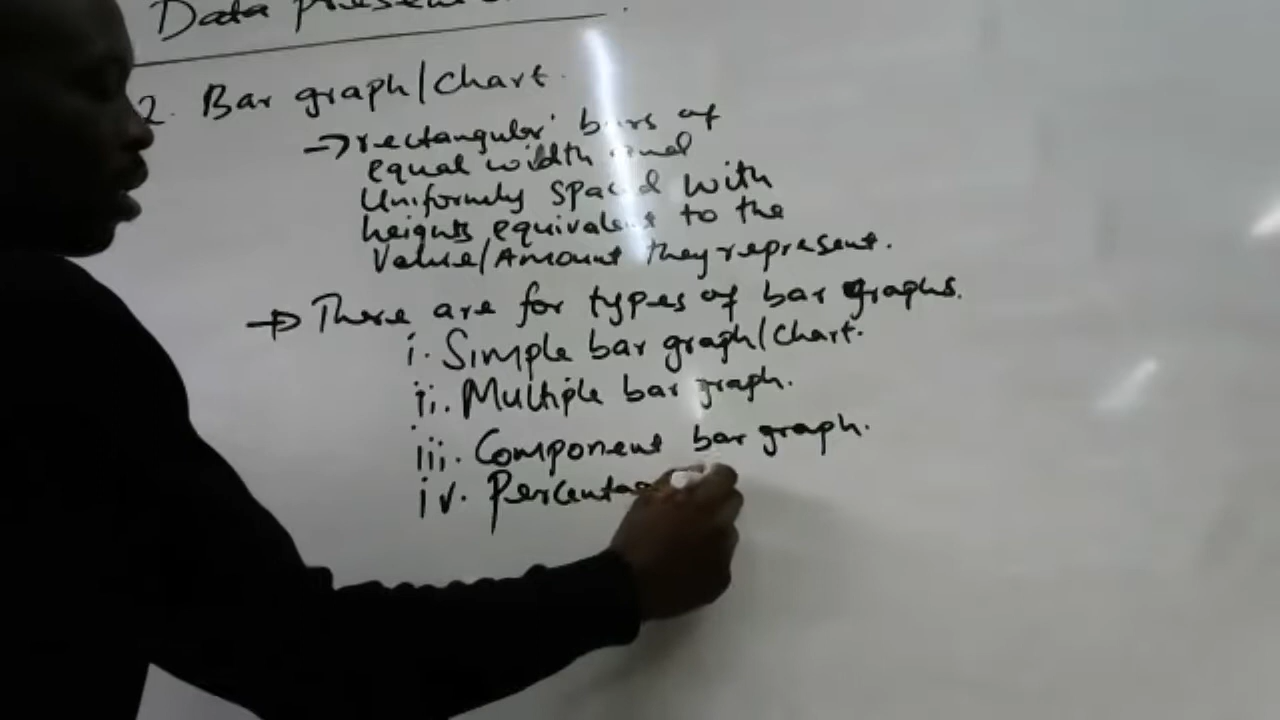 Data
2. Bar graph/chart.
→ rectangular bars of
equal width and
Uniformly spaced with
heights equivalent to the
Value/Amount they represent.
→ There are for types of bar graphs.
i. Simple bar graph/chart.
ii. Multiple bar graph.
iii. Component bar graph.
iv.